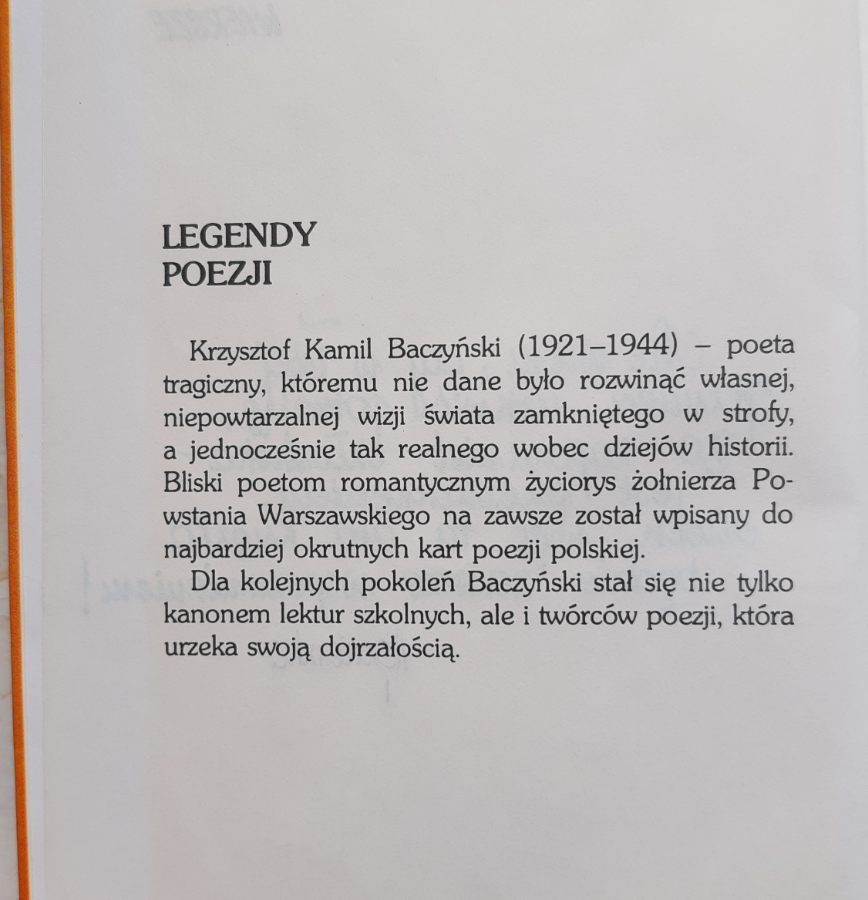 LEGENDY
POEZJI
Krzysztof Kamil Baczyński (1921–1944) – poeta
tragiczny, któremu nie dane było rozwinąć własnej,
niepowtarzalnej wizji świata zamkniętego w strofy,
a jednocześnie tak realnego wobec dziejów historii.
Bliski poetom romantycznym życiorys żołnierza Po-
wstania Warszawskiego na zawsze został wpisany do
najbardziej okrutnych kart poezji polskiej.
Dla kolejnych pokoleń Baczyński stał się nie tylko
kanonem lektur szkolnych, ale i twórców poezji, która
urzeka swoją dojrzałością.